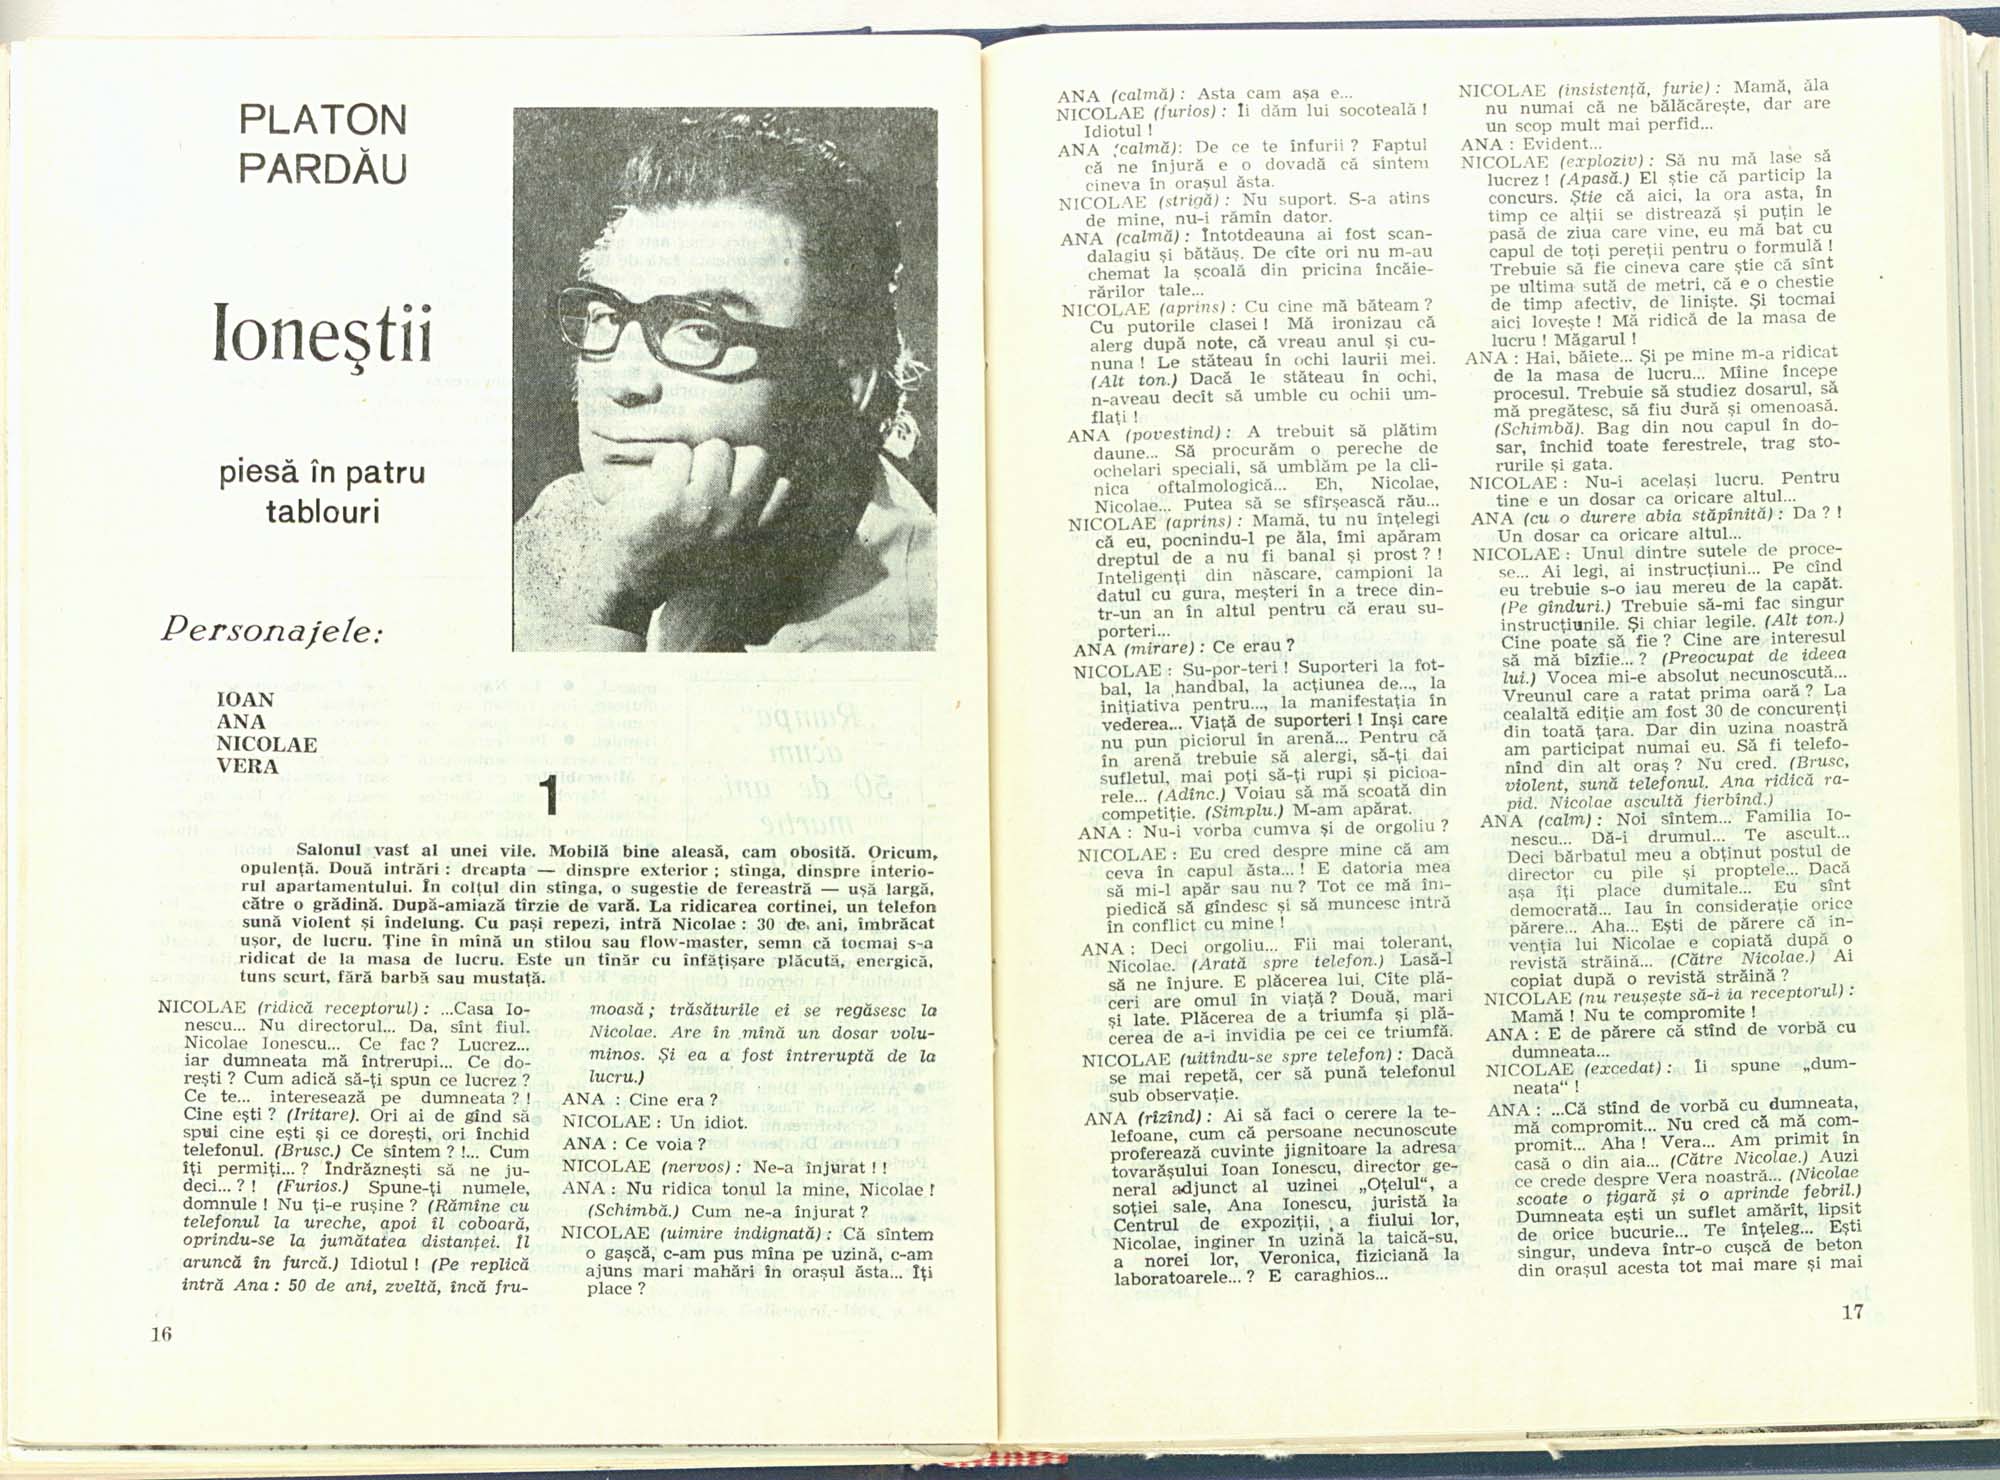 PLATON
PARDĂU
Ioneştii
piesă în patru
tablouri
Personajele:
IOAN
ANA
NICOLAE
VERA
1
Salonul vast al unei vile. Mobilă bine aleasă, cam obosită. Oricum,
opulenţă. Două intrări : dreapta — dinspre exterior ; stînga, dinspre interio-
rul apartamentului. În colţul din stînga, o sugestie de fereastră — uşă largă,
către o grădină. După-amiază tîrzie de vară. La ridicarea cortinei, un telefon
sună violent şi îndelung. Cu paşi repezi, intră Nicolae : 30 de ani, îmbrăcat
uşor, de lucru. Ţine în mînă un stilou sau flow-master, semn că tocmai s-a
ridicat de la masa de lucru. Este un tînăr cu înfăţişare plăcută, energică,
tuns scurt, fără barbă sau mustaţă.
NICOLAE (ridică receptorul) : ...Casa Io-
nescu... Nu directorul... Da, sînt fiul.
Nicolae Ionescu... Ce fac ? Lucrez...
iar dumneata mă întrerupi... Ce do-
reşti ? Cum adică să-ţi spun ce lucrez ?
Ce te... interesează pe dumneata ? !
Cine eşti ? (Iritare). Ori ai de gînd să
spui cine eşti şi ce doreşti, ori închid
telefonul. (Brusc.) Ce sîntem ? !... Cum
îţi permiţi... ? Îndrăzneşti să ne ju-
deci... ? ! (Furios.) Spune-ţi numele,
domnule ! Nu ţi-e ruşine ? (Rămîne cu
telefonul la ureche, apoi îl coboară,
oprindu-se la jumătatea distanţei. Îl
aruncă în furcă.) Idiotul ! (Pe replică
intră Ana : 50 de ani, zveltă, încă fru-
moasă ; trăsăturile ei se regăsesc la
Nicolae. Are în mînă un dosar volu-
minos. Şi ea a fost întreruptă de la
lucru.)
ANA : Cine era ?
NICOLAE : Un idiot.
ANA : Ce voia ?
NICOLAE (nervos) : Ne-a înjurat ! !
ANA : Nu ridica tonul la mine, Nicolae !
(Schimbă.) Cum ne-a înjurat ?
NICOLAE (uimire indignată) : Că sîntem
o gaşcă, c-am pus mîna pe uzină, c-am
ajuns mari mahări în oraşul ăsta... Îţi
place ?
16
ANA (calmă) : Asta cam aşa e...
NICOLAE (furios) : Îi dăm lui socoteală !
Idiotul !
ANA (calmă): De ce te înfurii ? Faptul
că ne înjură e o dovadă că sîntem
cineva în oraşul ăsta.
NICOLAE (strigă) : Nu suport. S-a atins
de mine, nu-i rămîn dator.
ANA (calmă) : Întotdeauna ai fost scan-
dalagiu şi bătăuş. De cîte ori nu m-au
chemat la şcoală din pricina încăie-
rărilor tale...
NICOLAE (aprins) : Cu cine mă băteam ?
Cu putorile clasei ! Mă ironizau că
alerg după note, că vreau anul şi cu-
nuna ! Le stăteau în ochi laurii mei.
(Alt ton.) Dacă le stăteau în ochi,
n-aveau decît să umble cu ochii um-
flaţi !
ANA (povestind) : A trebuit să plătim
daune... Să procurăm o pereche de
ochelari speciali, să umblăm pe la cli-
nica oftalmologică... Eh, Nicolae,
Nicolae... Putea să se sfîrşească rău...
NICOLAE (aprins) : Mamă, tu nu înţelegi
că eu, pocnindu-l pe ăla, îmi apăram
dreptul de a nu fi banal şi prost ? !
Inteligenţi din născare, campioni la
datul cu gura, meşteri în a trece din-
tr-un an în altul pentru că erau su-
porteri...
ANA (mirare) : Ce erau ?
NICOLAE : Su-por-teri ! Suporteri la fot-
bal, la handbal, la acţiunea de..., la
iniţiativa pentru..., la manifestaţia în
vederea... Viaţă de suporteri ! Inşi care
nu pun piciorul în arenă... Pentru că
în arenă trebuie să alergi, să-ţi dai
sufletul, mai poţi să-ţi rupi şi picioa-
rele... (Adînc.) Voiau să mă scoată din
competiţie. (Simplu.) M-am apărat.
ANA : Nu-i vorba cumva şi de orgoliu ?
NICOLAE : Eu cred despre mine că am
ceva în capul ăsta... ! E datoria mea
să mi-l apăr sau nu ? Tot ce mă îm-
piedică să gîndesc şi să muncesc intră
în conflict cu mine !
ANA : Deci orgoliu... Fii mai tolerant,
Nicolae. (Arată spre telefon.) Lasă-l
să ne înjure. E plăcerea lui. Cîte plă-
ceri are omul în viaţă ? Două, mari
şi late. Plăcerea de a triumfa şi plă-
cerea de a-i invidia pe cei ce triumfă.
NICOLAE (uitîndu-se spre telefon) : Dacă
se mai repetă, cer să pună telefonul
sub observaţie.
ANA (rîzînd) : Ai să faci o cerere la te-
lefoane, cum că persoane necunoscute
proferează cuvinte jignitoare la adresa
tovarăşului Ioan Ionescu, director ge-
neral adjunct al uzinei „Oţelul“, a
soţiei sale, Ana Ionescu, juristă la
Centrul de expoziţii, a fiului lor,
Nicolae, inginer în uzină la taică-su,
a norei lor, Veronica, fiziciană la
laboratoarele... ? E caraghios...
NICOLAE (insistenţă, furie) : Mamă, ăla
nu numai că ne bălăcăreşte, dar are
un scop mult mai perfid...
ANA : Evident...
NICOLAE (exploziv) : Să nu mă lase să
lucrez ! (Apasă.) El ştie că particip la
concurs. Ştie că aici, la ora asta, în
timp ce alţii se distrează şi puţin le
pasă de ziua care vine, eu mă bat cu
capul de toţi pereţii pentru o formulă !
Trebuie să fie cineva care ştie că sînt
pe ultima sută de metri, că e o chestie
de timp afectiv, de linişte. Şi tocmai
aici loveşte ! Mă ridică de la masa de
lucru ! Măgarul !
ANA : Hai, băiete... Şi pe mine m-a ridicat
de la masa de lucru... Mîine începe
procesul. Trebuie să studiez dosarul, să
mă pregătesc, să fiu dură şi omenoasă.
(Schimbă). Bag din nou capul în do-
sar, închid toate ferestrele, trag sto-
rurile şi gata.
NICOLAE : Nu-i acelaşi lucru. Pentru
tine e un dosar ca oricare altul...
ANA (cu o durere abia stăpînită) : Da ? !
Un dosar ca oricare altul...
NICOLAE : Unul dintre sutele de proce-
se... Ai legi, ai instrucţiuni... Pe cînd
eu trebuie s-o iau mereu de la capăt.
(Pe gînduri.) Trebuie să-mi fac singur
instrucţiunile. Şi chiar legile. (Alt ton.)
Cine poate să fie ? Cine are interesul
să mă bîzîie... ? (Preocupat de ideea
lui.) Vocea mi-e absolut necunoscută...
Vreunul care a ratat prima oară ? La
cealaltă ediţie am fost 30 de concurenţi
din toată ţara. Dar din uzina noastră
am participat numai eu. Să fi telefo-
nînd din alt oraş ? Nu cred. (Brusc,
violent, sună telefonul. Ana ridică ra-
pid. Nicolae ascultă fierbînd.)
ANA (calm) : Noi sîntem... Familia Io-
nescu... Dă-i drumul... Te ascult...
Deci bărbatul meu a obţinut postul de
director cu pile şi proptele... Dacă
aşa îţi place dumitale... Eu sînt
democrată... Iau în consideraţie orice
părere... Aha... Eşti de părere că in-
venţia lui Nicolae e copiată după o
revistă străină... (Către Nicolae.) Ai
copiat după o revistă străină ?
NICOLAE (nu reuşeşte să-i ia receptorul) :
Mamă ! Nu te compromite !
ANA : E de părere că stînd de vorbă cu
dumneata...
NICOLAE (excedat) : Îi spune „dum-
neata“ !
ANA : ...Că stînd de vorbă cu dumneata,
mă compromit... Nu cred că mă com-
promit... Aha ! Vera... Am primit în
casă o din aia... (Către Nicolae.) Auzi
ce crede despre Vera noastră... (Nicolae
scoate o ţigară şi o aprinde febril.)
Dumneata eşti un suflet amărît, lipsit
de orice bucurie... Te înţeleg... Eşti
singur, undeva într-o cuşcă de beton
din oraşul acesta tot mai mare şi mai
17